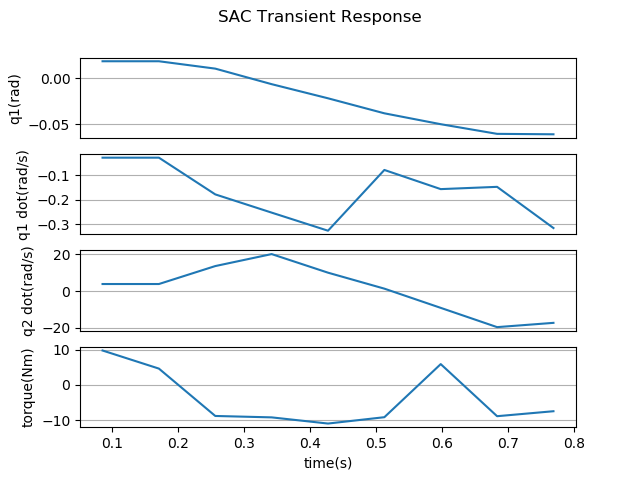 SAC Transient Response
q1(rad)
0.00
−0.05
q1 dot(rad/s)
−0.1
−0.2
−0.3
q2 dot(rad/s)
20
0
−20
torque(Nm)
10
0
−10
0.1 0.2 0.3 0.4 0.5 0.6 0.7 0.8
time(s)